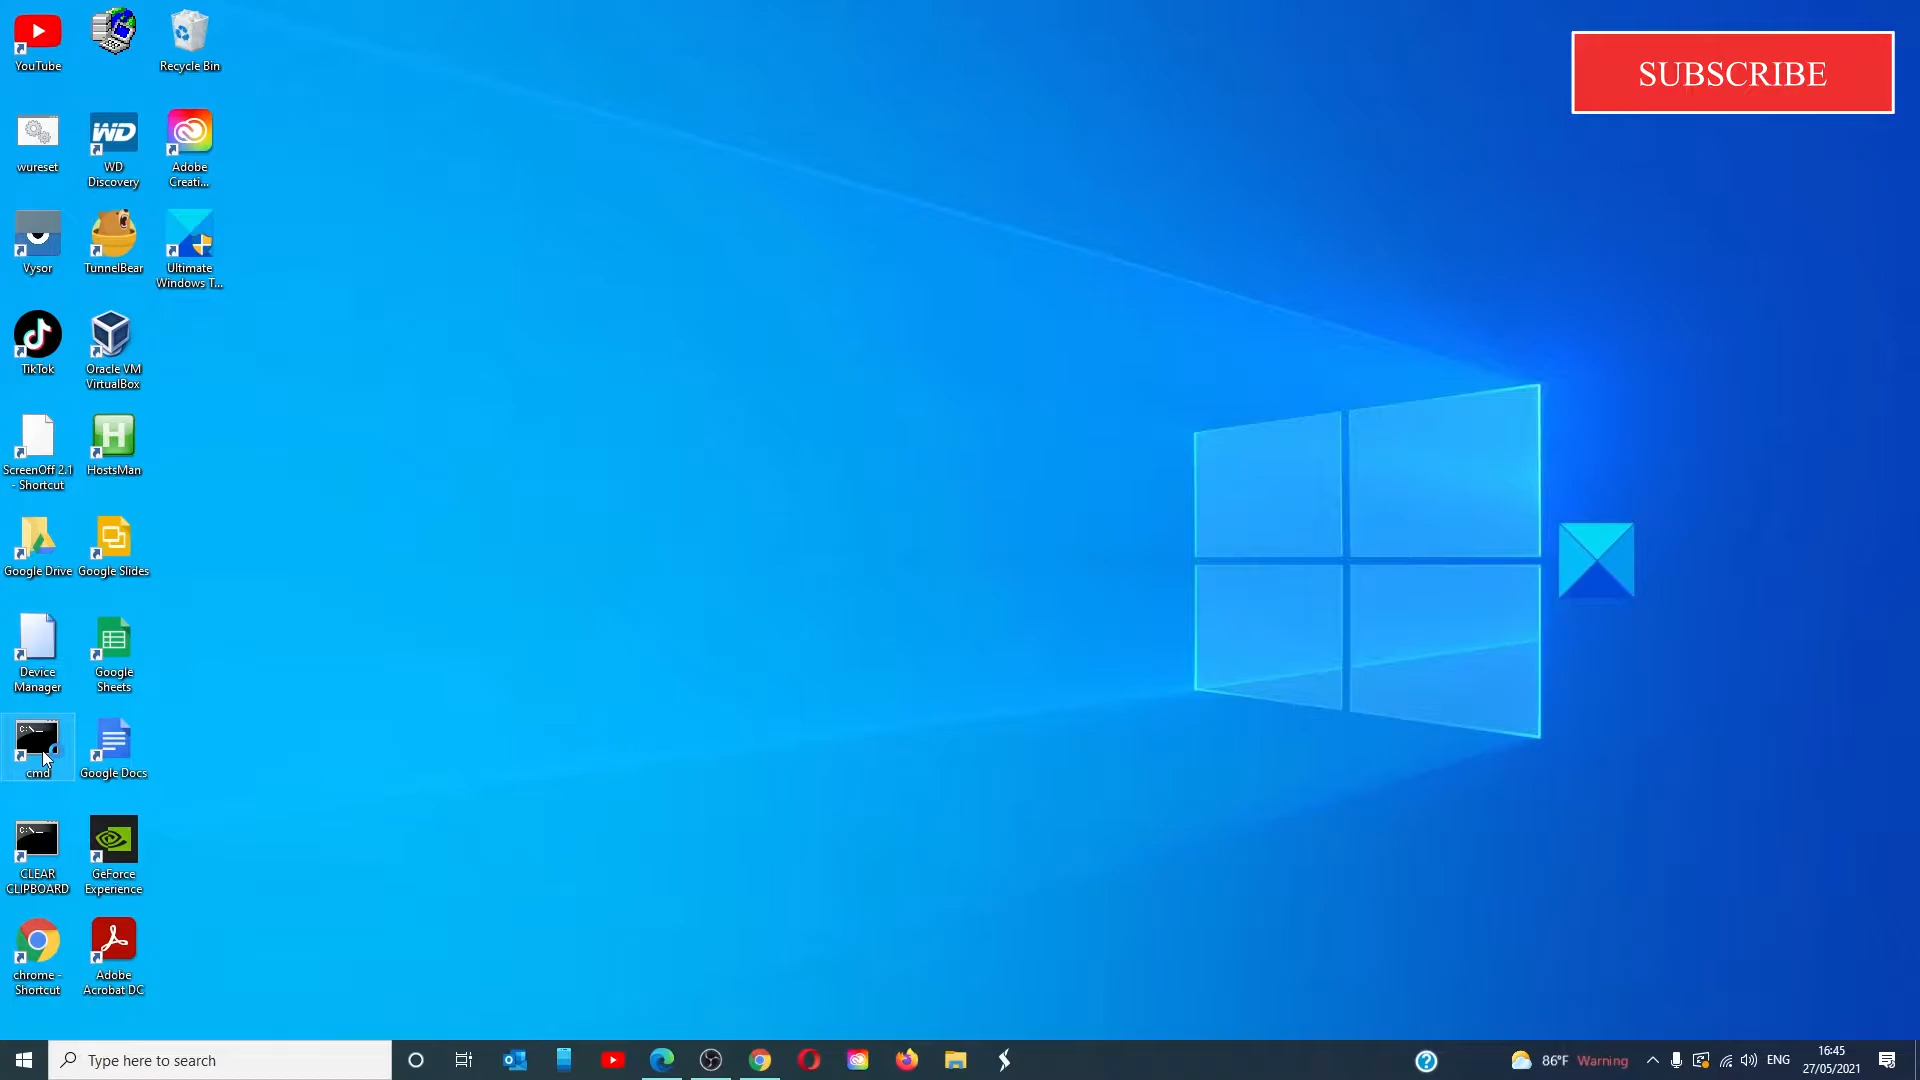 YouTube
Recycle Bin
SUBSCRIBE
wureset
WD
WD
Discovery
Adobe
Creati...
Vysor
TunnelBear
Ultimate
Windows T...
TikTok
Oracle VM
VirtualBox
ScreenOff 2.1
- Shortcut
H
HostsMan
Google Drive
Google Slides
Device
Manager
Google
Sheets
C:\._
cmd
Google Docs
C:\._
CLEAR
CLIPBOARD
GeForce
Experience
chrome -
Shortcut
Adobe
Acrobat DC
Type here to search
86°F Warning
ENG
16:45
27/05/2021